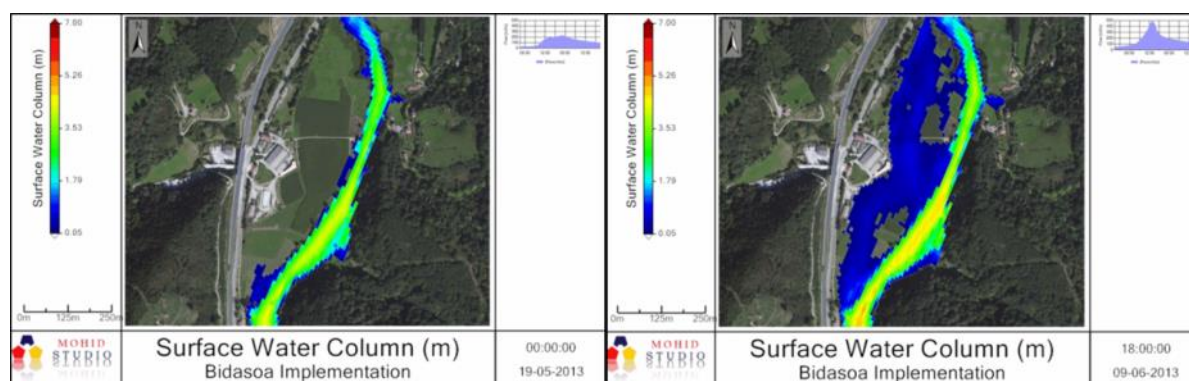 7.00
5.26
3.53
1.79
0.05
Surface Water Column (m)
N
0m 125m 250m
MOHID
STUDIO
Surface Water Column (m)
Bidasoa Implementation
00:00:00
19-05-2013
7.00
5.26
3.53
1.79
0.05
Surface Water Column (m)
N
0m 125m 250m
MOHID
STUDIO
Surface Water Column (m)
Bidasoa Implementation
18:00:00
09-06-2013